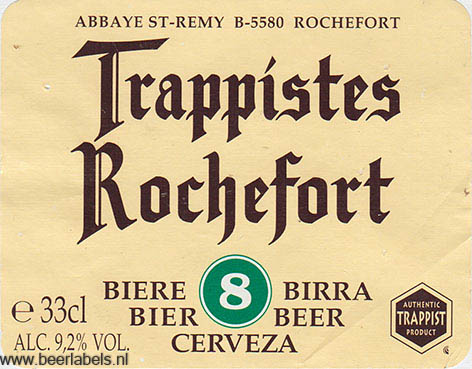 ABBAYE ST-REMY B-5580 ROCHEFORT
Trappistes
Rochefort
BIERE 8 BIRRA
BIER BEER
CERVEZA
e 33cl
ALC. 9,2% VOL.
AUTHENTIC
TRAPPIST
PRODUCT
www.beerlabels.nl